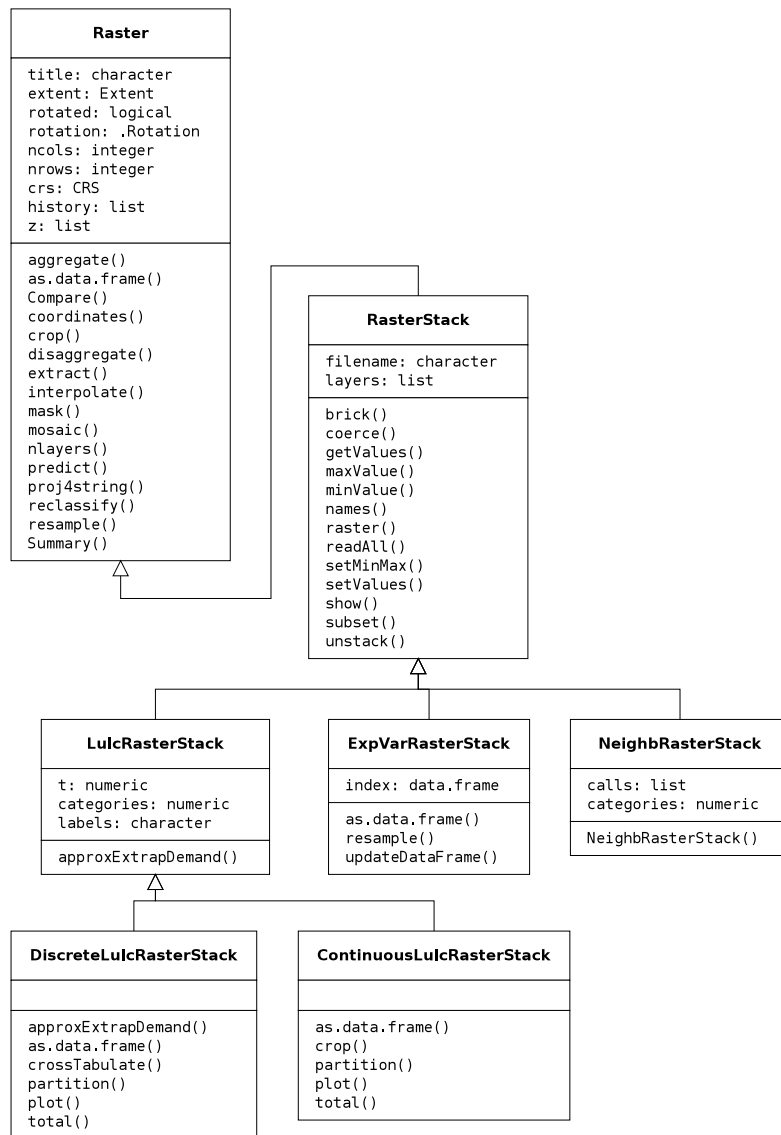 Raster
title: character
extent: Extent
rotated: logical
rotation: .Rotation
ncols: integer
nrows: integer
crs: CRS
history: list
z: list
aggregate()
as.data.frame()
Compare()
coordinates()
crop()
disaggregate()
extract()
interpolate()
mask()
mosaic()
nlayers()
predict()
proj4string()
reclassify()
resample()
Summary()
RasterStack
filename: character
layers: list
brick()
coerce()
getValues()
maxValue()
minValue()
names()
raster()
readAll()
setMinMax()
setValues()
show()
subset()
unstack()
LulcRasterStack
t: numeric
categories: numeric
labels: character
approxExtrapDemand()
ExpVarRasterStack
index: data.frame
as.data.frame()
resample()
updateDataFrame()
NeighbRasterStack
calls: list
categories: numeric
NeighbRasterStack()
DiscreteLulcRasterStack
approxExtrapDemand()
as.data.frame()
crossTabulate()
partition()
plot()
total()
ContinuousLulcRasterStack
as.data.frame()
crop()
partition()
plot()
total()